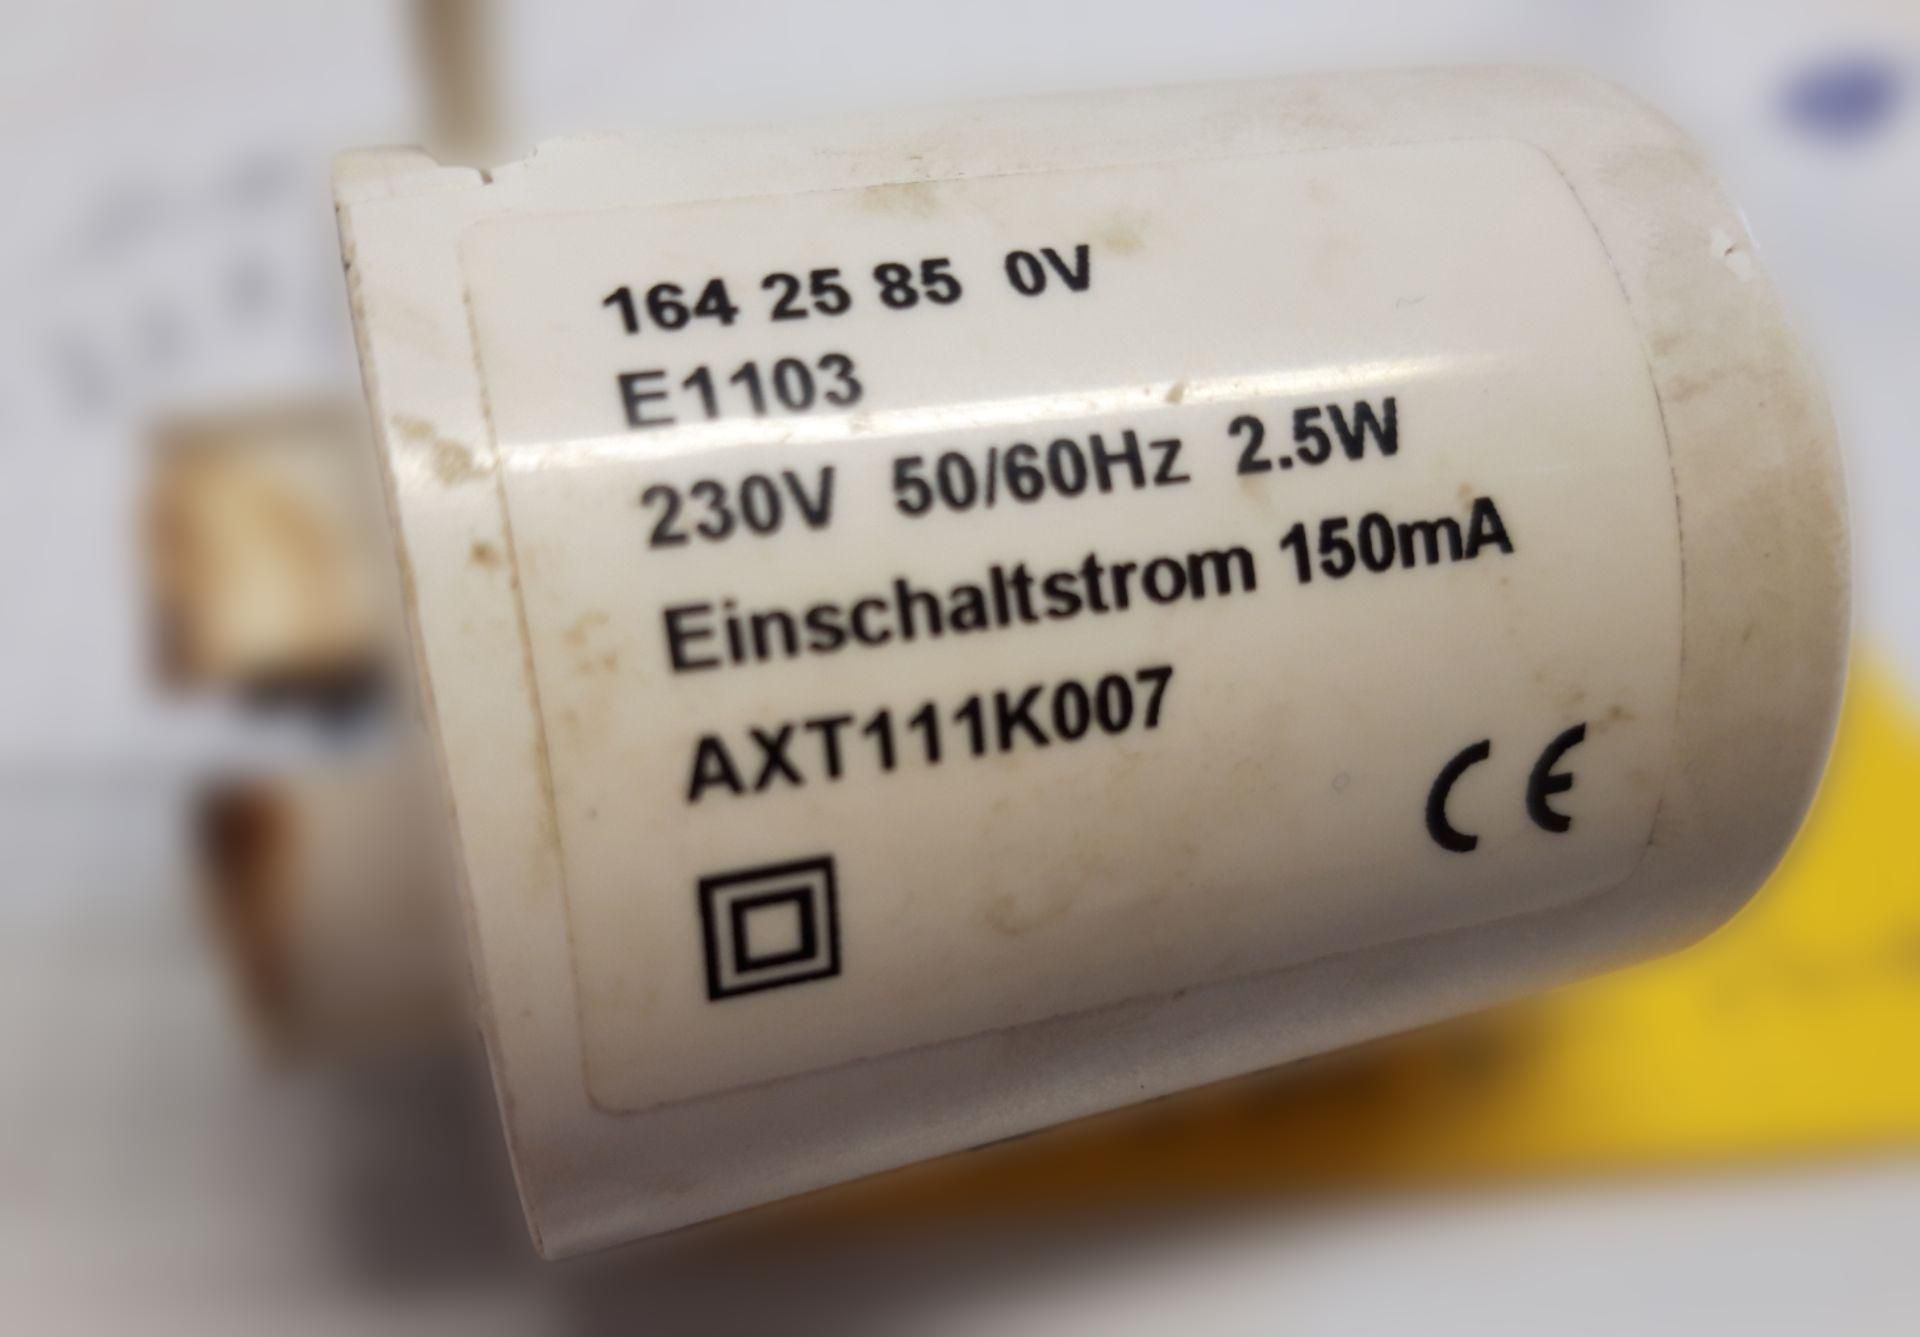 164 25 85 0V
E1103
230V 50/60Hz 2.5W
Einschaltstrom 150mA
AXT111K007
CE